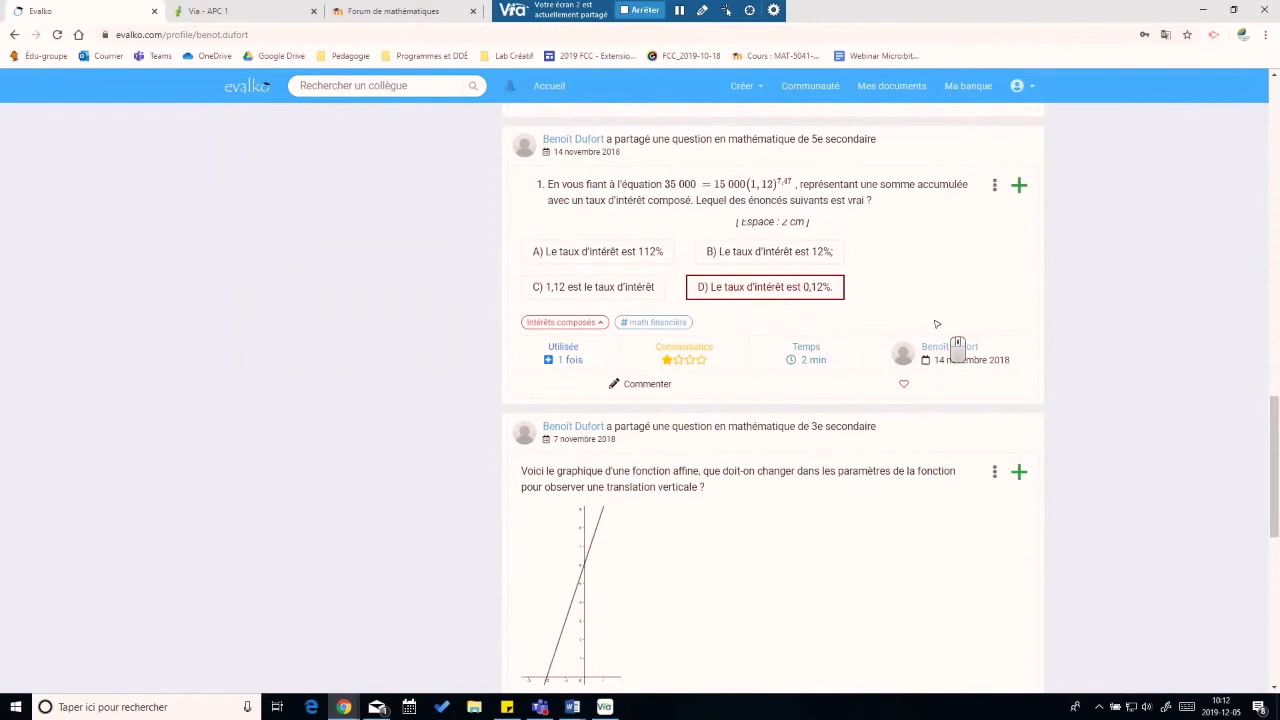 Evalko
Via - APC 1
Forum de mathématiques
Via
Votre écran 2 est
actuellement partagé
Arrêter
evalko.com/profile/benot.dufort
Édu-groupe
Courrier
Teams
OneDrive
Google Drive
Pedagogie
Programmes et DDÉ
Lab Créatif
2019 FCC - Extensio...
FCC_2019-10-18
Cours : MAT-5041-...
Webinar Micro:bit
evalko
Rechercher un collègue
Accueil
Créer
Communauté
Mes documents
Ma banque
Benoît Dufort a partagé une question en mathématique de 5e secondaire
14 novembre 2018
1. En vous fiant à l'équation 35 000 = 15 000(1, 12)^7,47 , représentant une somme accumulée
avec un taux d'intérêt composé. Lequel des énoncés suivants est vrai ?
[ Espace : 2 cm ]
A) Le taux d'intérêt est 112%
B) Le taux d'intérêt est 12%;
C) 1,12 est le taux d'intérêt
D) Le taux d'intérêt est 0,12%.
Intérêts composés
# math financière
Utilisée
1 fois
Connaissance
Temps
2 min
Benoît Dufort
14 novembre 2018
Commenter
Benoît Dufort a partagé une question en mathématique de 3e secondaire
7 novembre 2018
Voici le graphique d'une fonction affine, que doit-on changer dans les paramètres de la fonction
pour observer une translation verticale ?
Taper ici pour rechercher
Via
10:12
2019-12-05